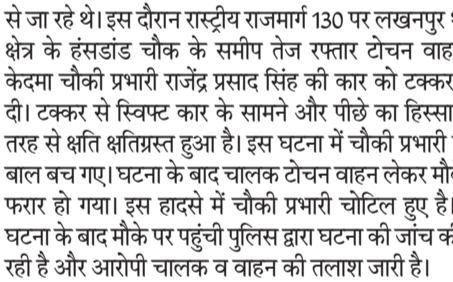 से जा रहे थे। इस दौरान रास्ट्रीय राजमार्ग 130 पर लखनपुर
क्षेत्र के हंसडांड चौक के समीप तेज रफ्तार टोचन वाह
केदमा चौकी प्रभारी राजेंद्र प्रसाद सिंह की कार को टक्कर
दी। टक्कर से स्विफ्ट कार के सामने और पीछे का हिस्सा
तरह से क्षति क्षतिग्रस्त हुआ है। इस घटना में चौकी प्रभारी
बाल बच गए। घटना के बाद चालक टोचन वाहन लेकर मौ
फरार हो गया। इस हादसे में चौकी प्रभारी चोटिल हुए है।
घटना के बाद मौके पर पहुंची पुलिस द्वारा घटना की जांच क
रही है और आरोपी चालक व वाहन की तलाश जारी है।